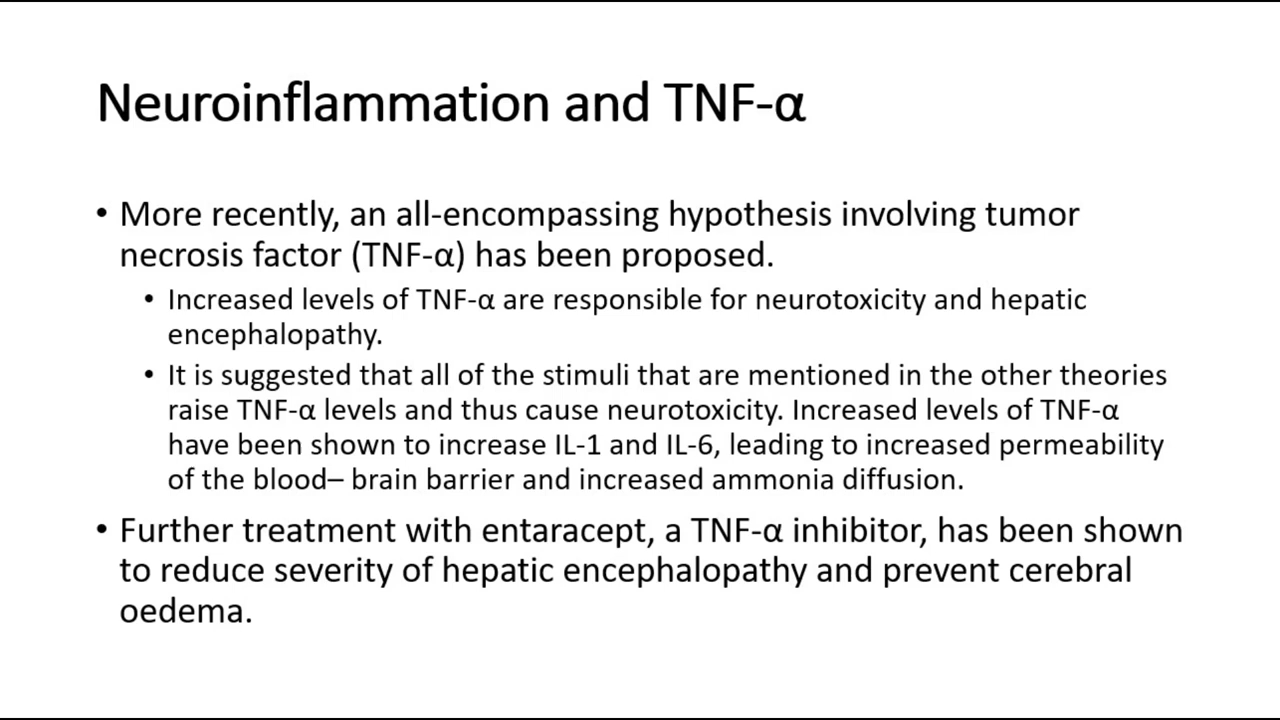 Neuroinflammation and TNF-α
• More recently, an all-encompassing hypothesis involving tumor
necrosis factor (TNF-α) has been proposed.
• Increased levels of TNF-α are responsible for neurotoxicity and hepatic
encephalopathy.
• It is suggested that all of the stimuli that are mentioned in the other theories
raise TNF-α levels and thus cause neurotoxicity. Increased levels of TNF-α
have been shown to increase IL-1 and IL-6, leading to increased permeability
of the blood– brain barrier and increased ammonia diffusion.
• Further treatment with entaracept, a TNF-α inhibitor, has been shown
to reduce severity of hepatic encephalopathy and prevent cerebral
oedema.